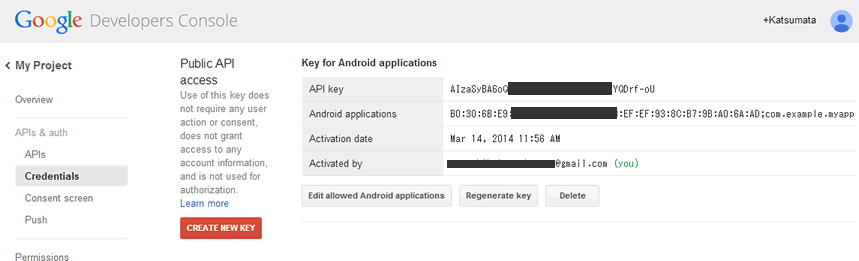 Google Developers Console
+Katsumata
< My Project
Overview
APIs & auth
APIs
Credentials
Consent screen
Push
Permissions
Public API
access
Use of this key does
not require any user
action or consent,
does not grant
access to any
account information,
and is not used for
authorization.
Learn more
CREATE NEW KEY
Key for Android applications
API key AIzaSyBA6oQ YQDrf-oU
Android applications B0:30:6B:E9: :EF:EF:93:8C:B7:9B:A0:6A:AD;com.example.myapp
Activation date Mar 14, 2014 11:56 AM
Activated by @gmail.com (you)
Edit allowed Android applications Regenerate key Delete